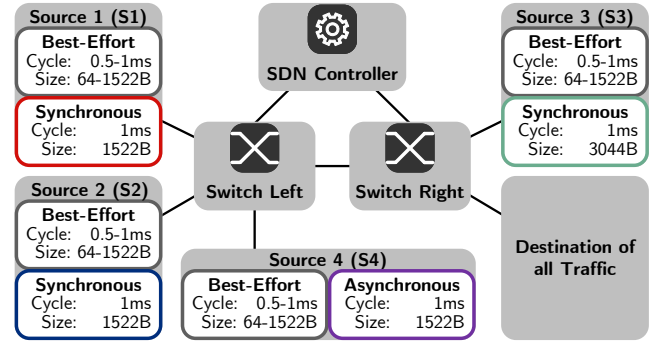 Source 1 (S1)
Best-Effort
Cycle: 0.5-1ms
Size: 64-1522B
Synchronous
Cycle: 1ms
Size: 1522B
SDN Controller
Source 3 (S3)
Best-Effort
Cycle: 0.5-1ms
Size: 64-1522B
Synchronous
Cycle: 1ms
Size: 3044B
Switch Left
Switch Right
Source 2 (S2)
Best-Effort
Cycle: 0.5-1ms
Size: 64-1522B
Synchronous
Cycle: 1ms
Size: 1522B
Source 4 (S4)
Best-Effort
Cycle: 0.5-1ms
Size: 64-1522B
Asynchronous
Cycle: 1ms
Size: 1522B
Destination of
all Traffic